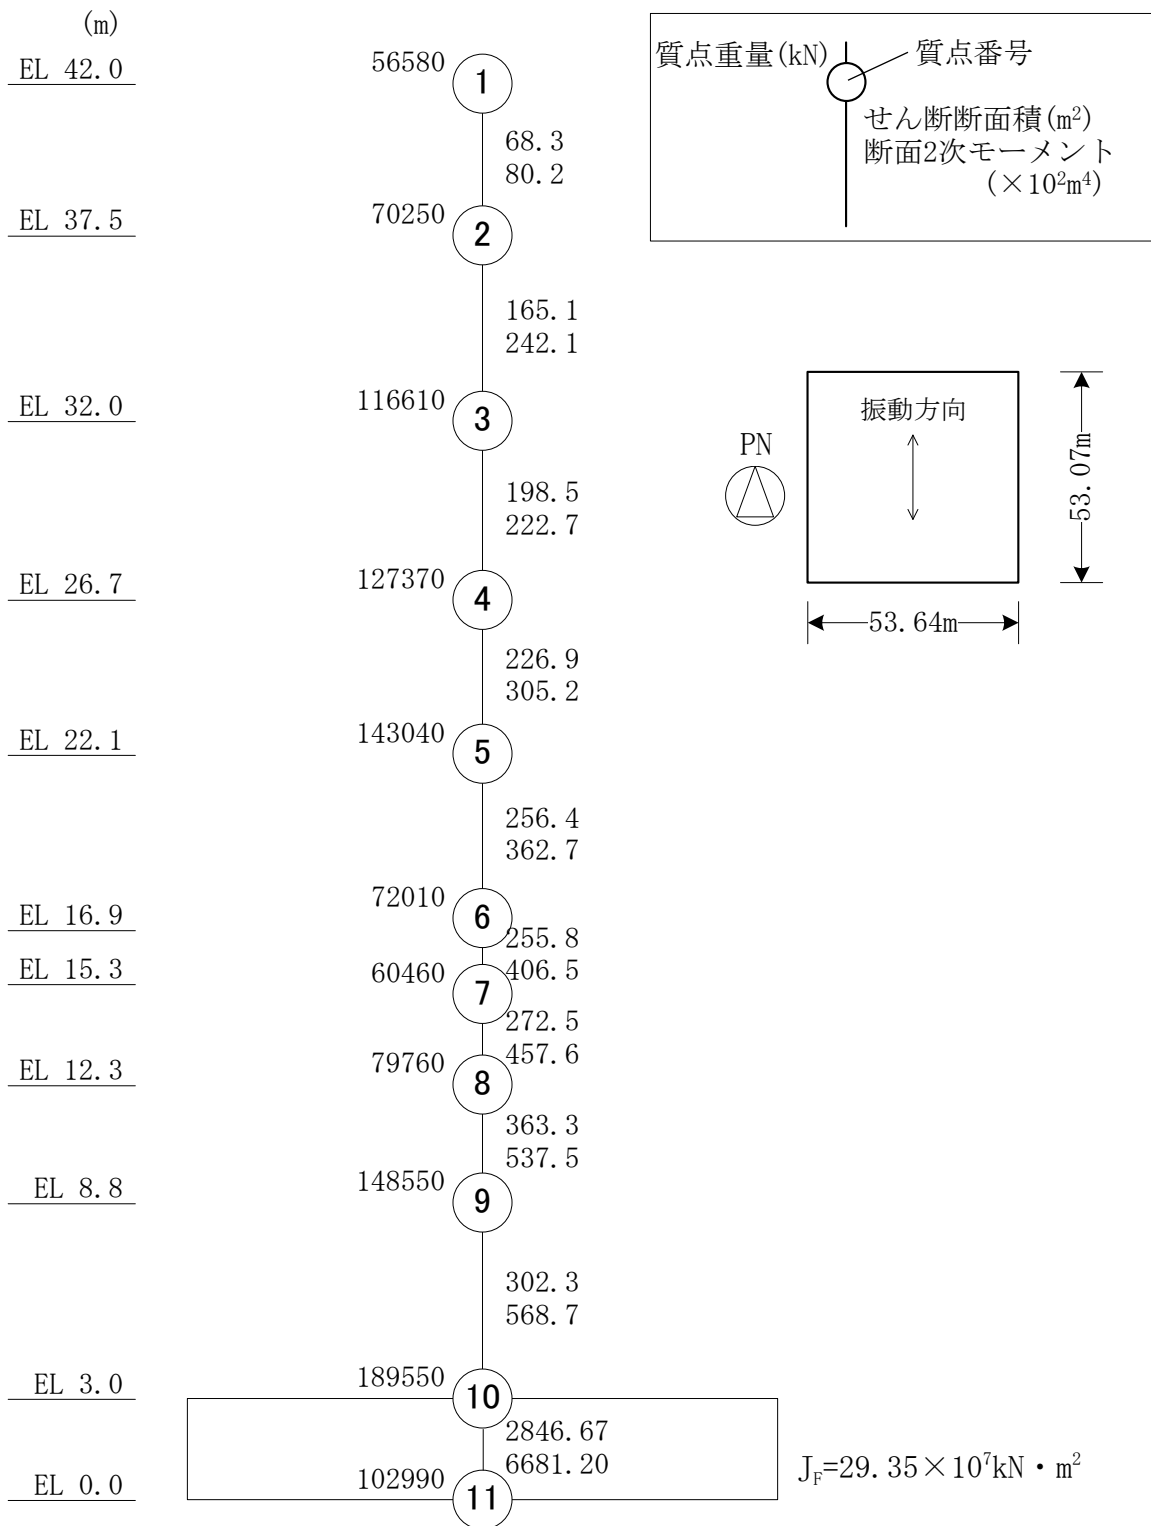 (m)
質点重量(kN)
質点番号
せん断断面積(m²)
断面2次モーメント
(×10²m⁴)
EL 42.0
56580
1
68.3
80.2
EL 37.5
70250
2
165.1
242.1
EL 32.0
116610
3
振動方向
PN
53.07m
53.64m
198.5
222.7
EL 26.7
127370
4
226.9
305.2
EL 22.1
143040
5
256.4
362.7
EL 16.9
72010
6
255.8
406.5
EL 15.3
60460
7
272.5
457.6
EL 12.3
79760
8
363.3
537.5
EL 8.8
148550
9
302.3
568.7
EL 3.0
189550
10
2846.67
6681.20
EL 0.0
102990
11
J_F=29.35×10⁷kN・m²